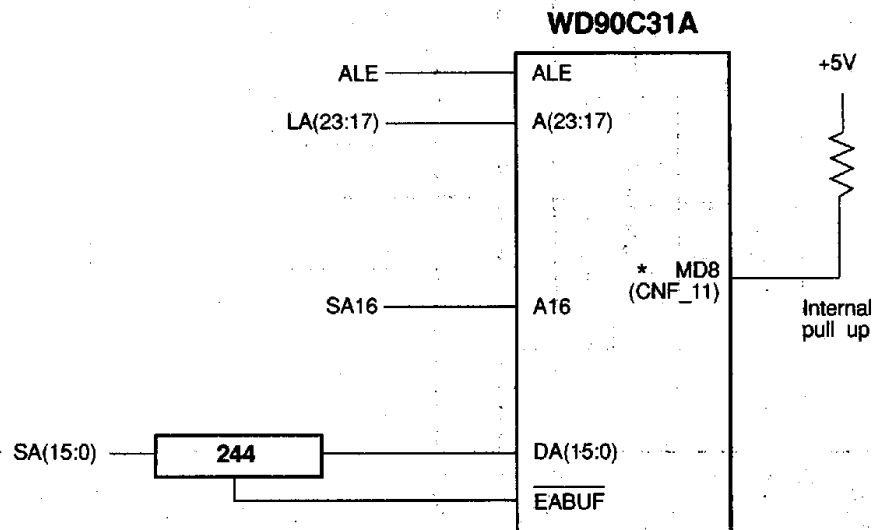 WD90C31A
+5V
ALE
ALE
LA(23:17)
A(23:17)
* MD8
(CNF_11)
SA16
A16
Internal
pull up
SA(15:0)
244
DA(15:0)
EABUF